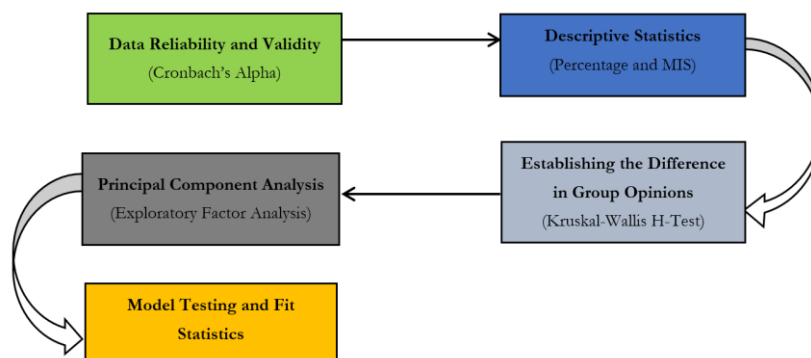 Data Reliability and Validity
(Cronbach's Alpha)
Descriptive Statistics
(Percentage and MIS)
Establishing the Difference
in Group Opinions
(Kruskal-Wallis H-Test)
Principal Component Analysis
(Exploratory Factor Analysis)
Model Testing and Fit
Statistics